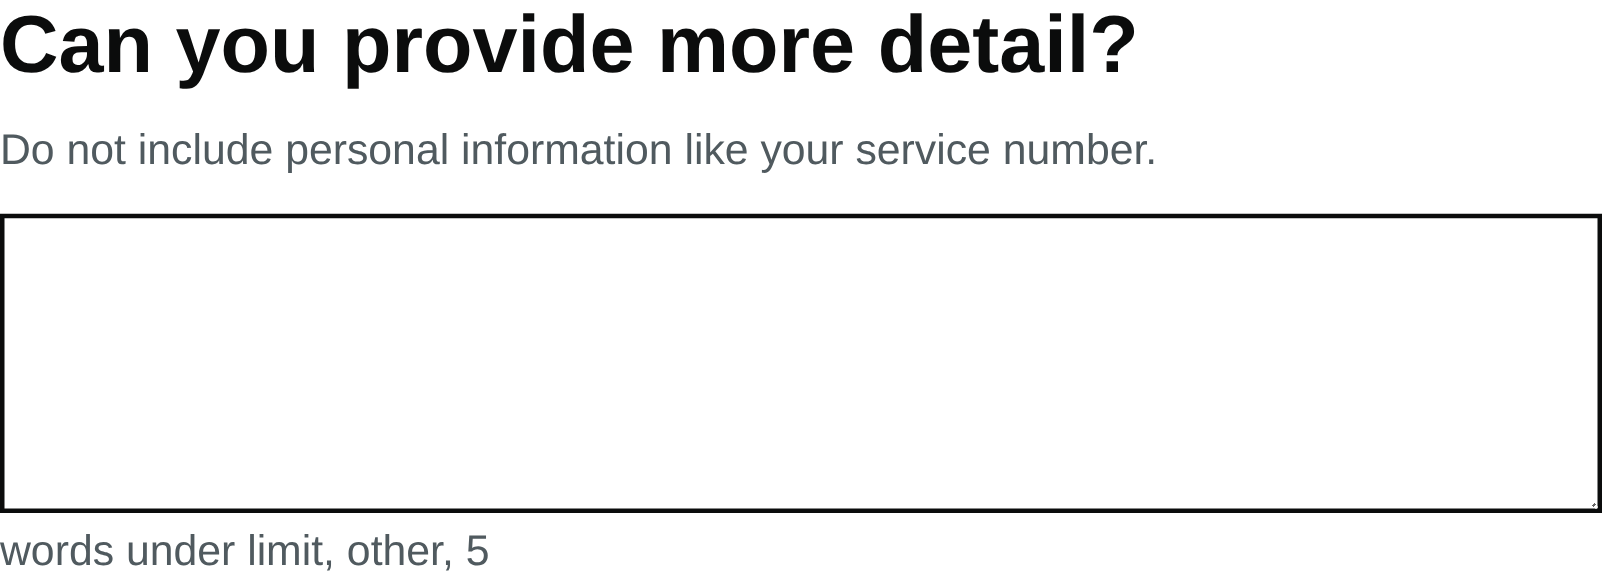 Can you provide more detail?
Do not include personal information like your service number.
words under limit, other, 5